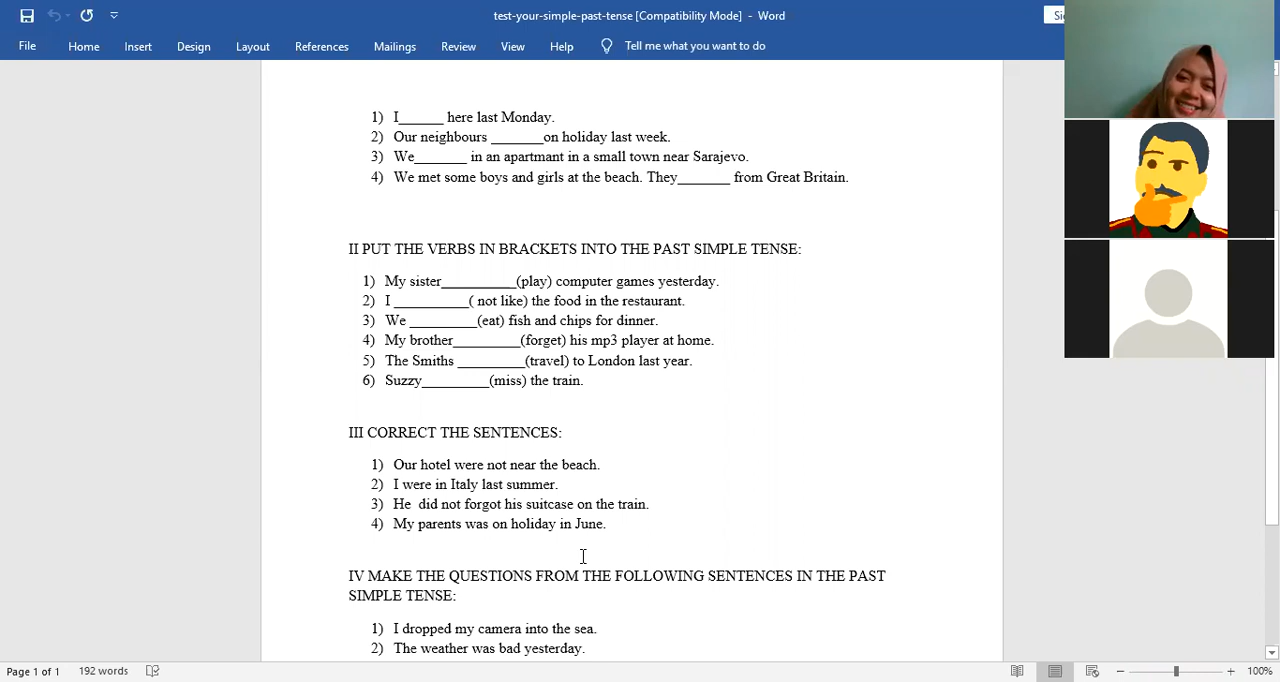 test-your-simple-past-tense [Compatibility Mode] - Word
File Home Insert Design Layout References Mailings Review View Help Tell me what you want to do
1) I______ here last Monday.
2) Our neighbours _______on holiday last week.
3) We_______ in an apartmant in a small town near Sarajevo.
4) We met some boys and girls at the beach. They_______ from Great Britain.
II PUT THE VERBS IN BRACKETS INTO THE PAST SIMPLE TENSE:
1) My sister__________(play) computer games yesterday.
2) I __________( not like) the food in the restaurant.
3) We _________(eat) fish and chips for dinner.
4) My brother_________(forget) his mp3 player at home.
5) The Smiths _________(travel) to London last year.
6) Suzzy_________(miss) the train.
III CORRECT THE SENTENCES:
1) Our hotel were not near the beach.
2) I were in Italy last summer.
3) He did not forgot his suitcase on the train.
4) My parents was on holiday in June.
IV MAKE THE QUESTIONS FROM THE FOLLOWING SENTENCES IN THE PAST
SIMPLE TENSE:
1) I dropped my camera into the sea.
2) The weather was bad yesterday.
Page 1 of 1 192 words 100%